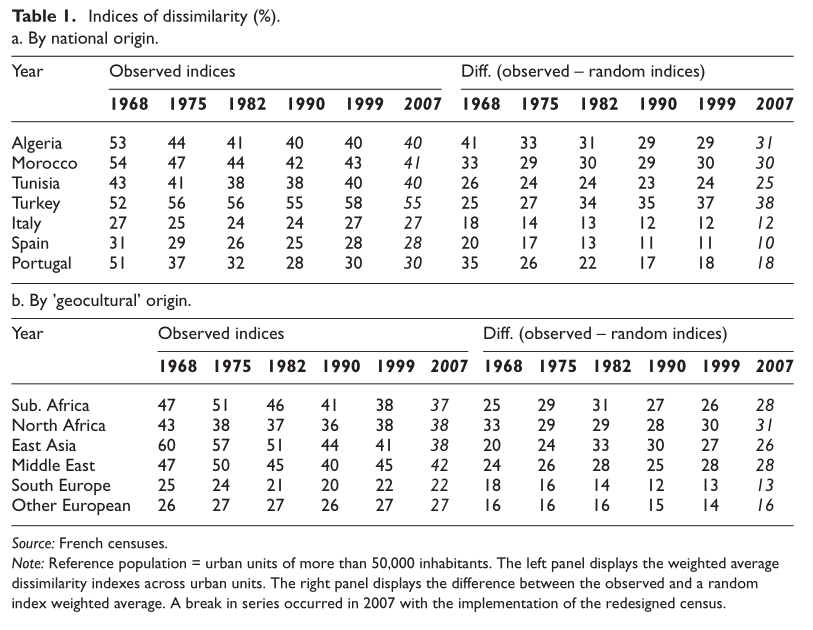 Table 1. Indices of dissimilarity (%).
a. By national origin.
Year Observed indices Diff. (observed – random indices)
1968 1975 1982 1990 1999 2007 1968 1975 1982 1990 1999 2007
Algeria 53 44 41 40 40 40 41 33 31 29 29 31
Morocco 54 47 44 42 43 41 33 29 30 29 30 30
Tunisia 43 41 38 38 40 40 26 24 24 23 24 25
Turkey 52 56 56 55 58 55 25 27 34 35 37 38
Italy 27 25 24 24 27 27 18 14 13 12 12 12
Spain 31 29 26 25 28 28 20 17 13 11 11 10
Portugal 51 37 32 28 30 30 35 26 22 17 18 18
b. By ’geocultural’ origin.
Year Observed indices Diff. (observed – random indices)
1968 1975 1982 1990 1999 2007 1968 1975 1982 1990 1999 2007
Sub. Africa 47 51 46 41 38 37 25 29 31 27 26 28
North Africa 43 38 37 36 38 38 33 29 29 28 30 31
East Asia 60 57 51 44 41 38 20 24 33 30 27 26
Middle East 47 50 45 40 45 42 24 26 28 25 28 28
South Europe 25 24 21 20 22 22 18 16 14 12 13 13
Other European 26 27 27 26 27 27 16 16 16 15 14 16
Source: French censuses.
Note: Reference population = urban units of more than 50,000 inhabitants. The left panel displays the weighted average
dissimilarity indexes across urban units. The right panel displays the difference between the observed and a random
index weighted average. A break in series occurred in 2007 with the implementation of the redesigned census.